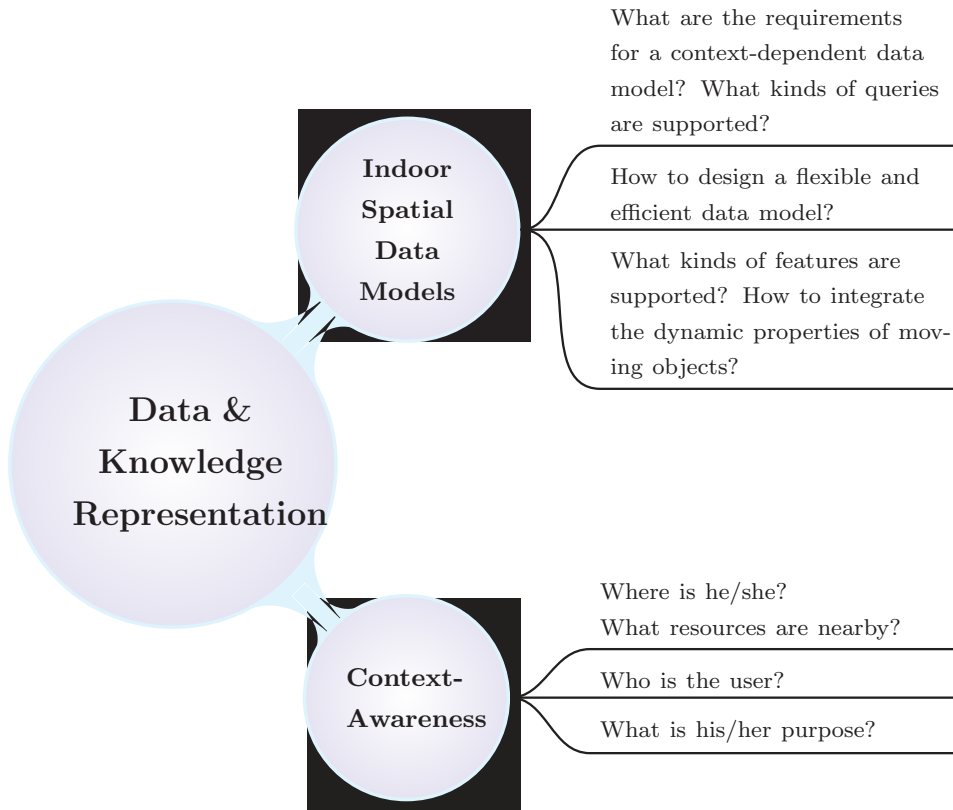 What are the requirements
for a context-dependent data
model? What kinds of queries
are supported?
Indoor
Spatial
Data
Models
How to design a flexible and
efficient data model?
What kinds of features are
supported? How to integrate
the dynamic properties of mov-
ing objects?
Data &
Knowledge
Representation
Where is he/she?
What resources are nearby?
Context-
Awareness
Who is the user?
What is his/her purpose?